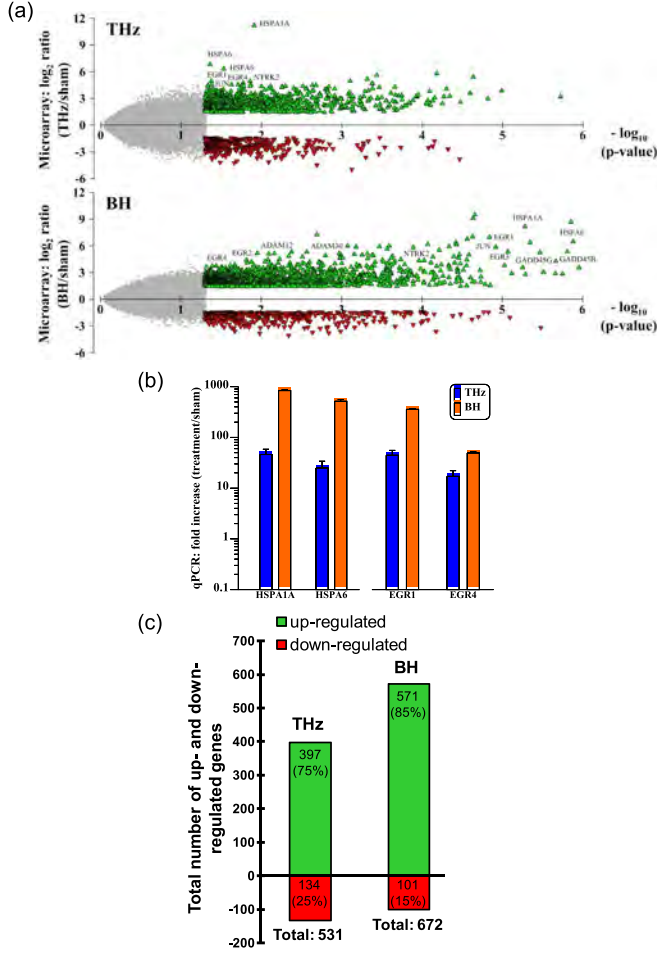 (a)
THz
Microarray: log2 ratio
(THz/sham)
12
9
6
3
0
-3
-6
HSPA1A
HSPA6
HSPA6
EGR1
EGR4
NTRK2
JUN
0
1
2
3
4
5
6
- log10
(p-value)
BH
Microarray: log2 ratio
(BH/sham)
12
9
6
3
0
-3
-6
EGR4
EGR2
ADAM12
NTRK2
JUN
EGR1
HSPA1A
HSPA6
GADD45G
GADD45B
0
1
2
3
4
5
6
- log10
(p-value)
(b)
qPCR: fold increase (treatment/sham)
1000
100
10
1
0.1
THz
BH
HSPA1A
HSPA6
EGR1
EGR4
(c)
up-regulated
down-regulated
Total number of up- and down-
regulated genes
700
600
500
400
300
200
100
0
-100
-200
THz
397
(75%)
134
(25%)
Total: 531
BH
571
(85%)
101
(15%)
Total: 672